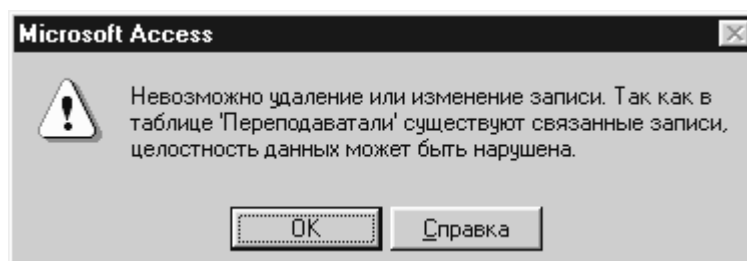 Microsoft Access
Невозможно удаление или изменение записи. Так как в
таблице 'Переподаватали' существуют связанные записи,
целостность данных может быть нарушена.
OK
Справка